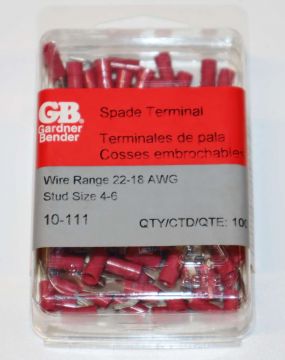 GB.
Gardner
Bender
Spade Terminal
Terminales de pala
Cosses embrochables
Wire Range 22-18 AWG
Stud Size 4-6
10-111
QTY/CTD/QTE: 100